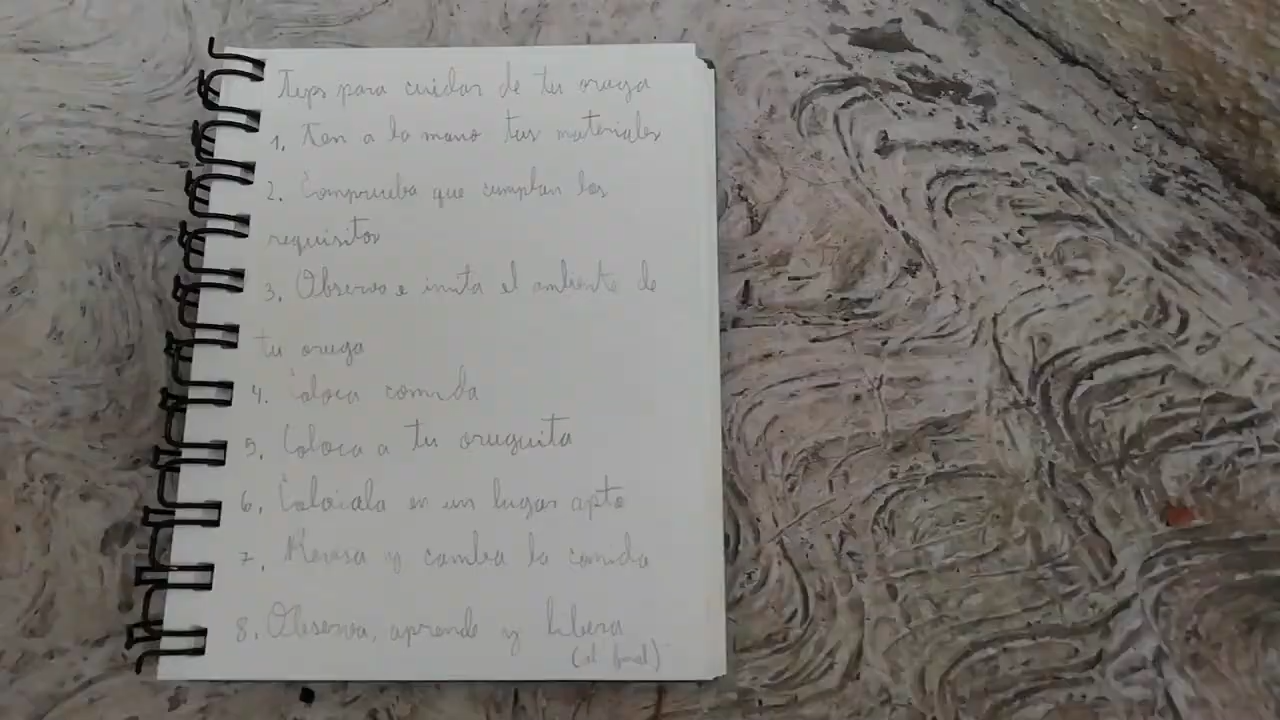 Tips para cuidar de tu oruga
1. Ten a la mano tus materiales
2. Comprueba que cumplan los
requisitos
3. Observa e imita el ambiente de
tu oruga
4. Coloca comida
5. Coloca a tu oruguita
6. Colocala en un lugar apto
7. Revisa y cambia la comida
8. Observa, aprende y libera
(al final)